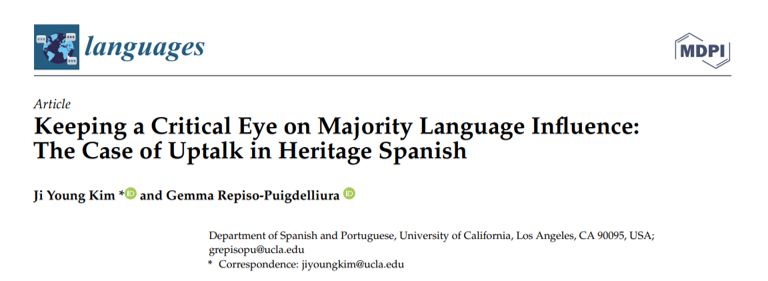 languages
MDPI
Article
Keeping a Critical Eye on Majority Language Influence:
The Case of Uptalk in Heritage Spanish
Ji Young Kim * iD and Gemma Repiso-Puigdelliura iD
Department of Spanish and Portuguese, University of California, Los Angeles, CA 90095, USA;
grepisopu@ucla.edu
* Correspondence: jiyoungkim@ucla.edu